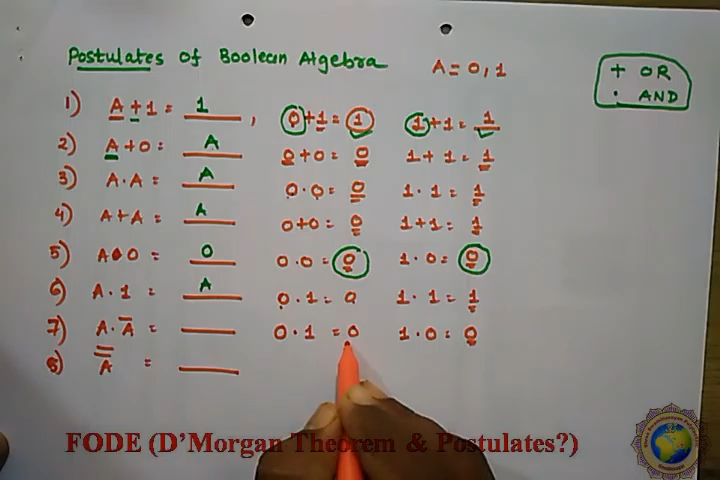 Postulates of Boolean Algebra
A = 0, 1
+ OR
· AND
1) A + 1 = 1 , 0 + 1 = 1 1 + 1 = 1
2) A + 0 = A 0 + 0 = 0 1 + 1 = 1
3) A · A = A 0 · 0 = 0 1 · 1 = 1
4) A + A = A 0 + 0 = 0 1 + 1 = 1
5) A · 0 = 0 0 · 0 = 0 1 · 0 = 0
6) A · 1 = A 0 · 1 = 0 1 · 1 = 1
7) A · A̅ = ____ 0 · 1 = 0 1 · 0 = 0
8) A̿ = ____
FODE (D’Morgan Theorem & Postulates?)